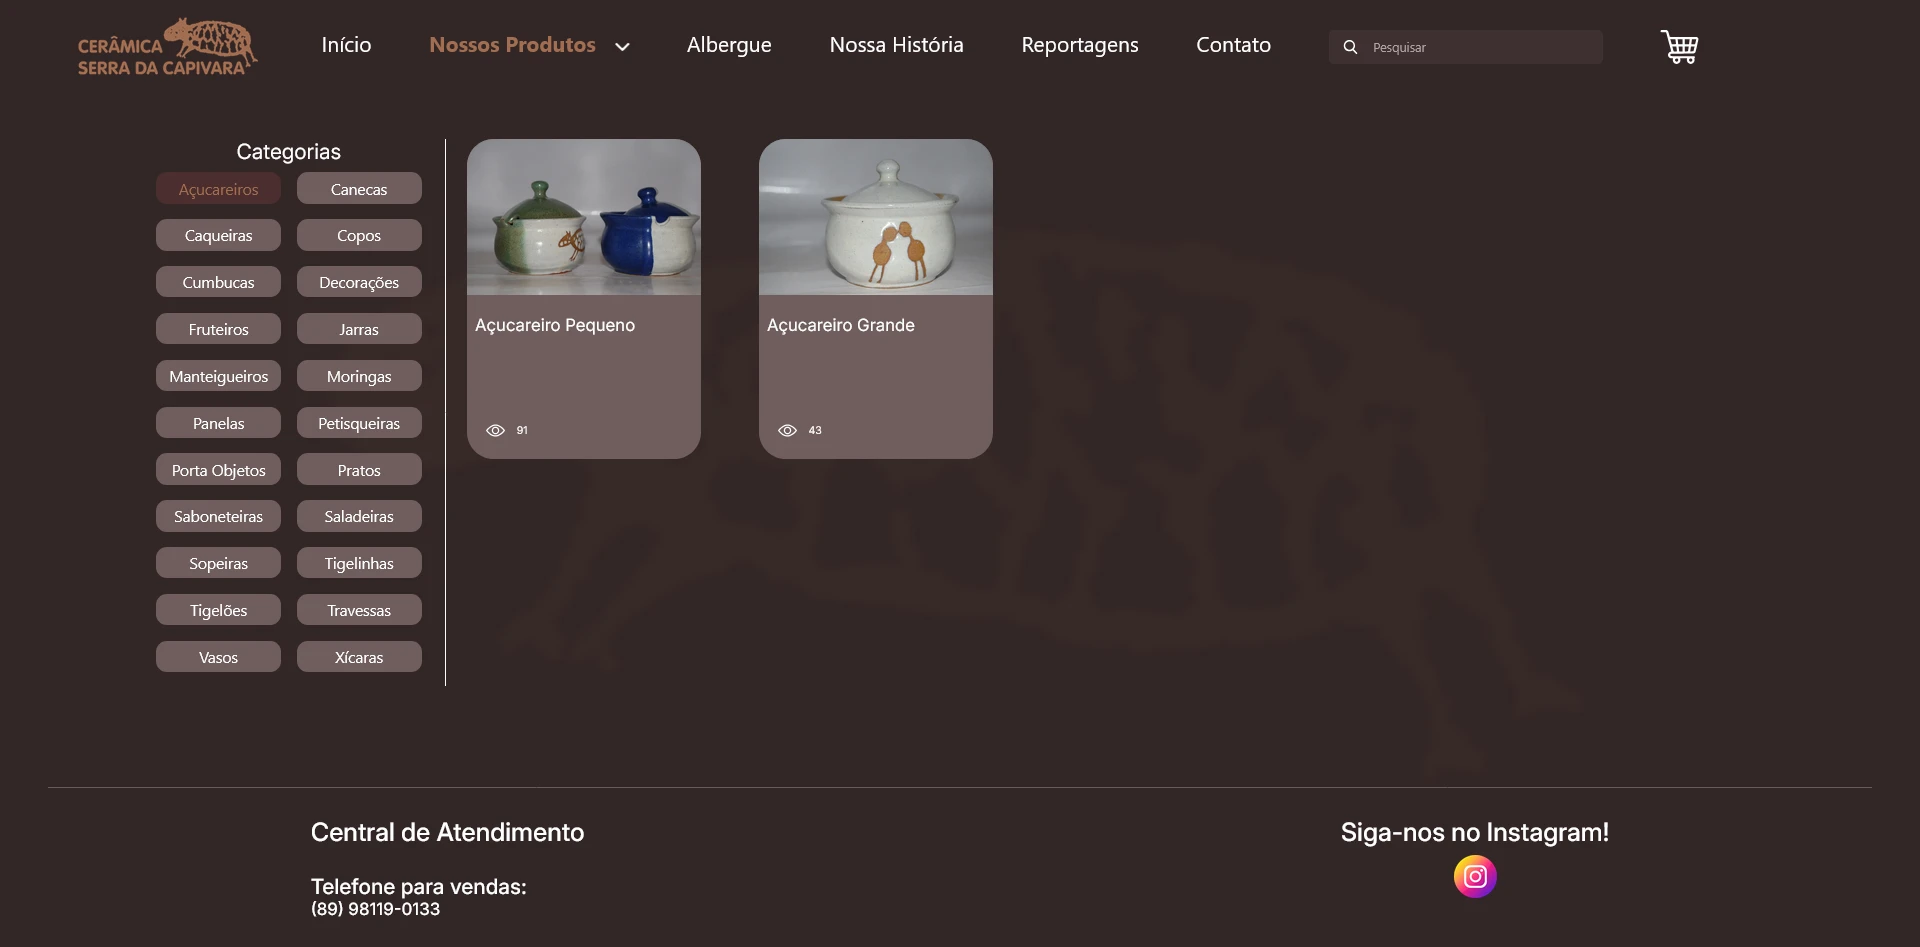 CERÂMICA
SERRA DA CAPIVARA
Início
Nossos Produtos
Albergue
Nossa História
Reportagens
Contato
Pesquisar
Categorias
Açucareiros
Canecas
Caqueiras
Copos
Cumbucas
Decorações
Fruteiros
Jarras
Manteigueiros
Moringas
Panelas
Petisqueiras
Porta Objetos
Pratos
Saboneteiras
Saladeiras
Sopeiras
Tigelinhas
Tigelões
Travessas
Vasos
Xícaras
Açucareiro Pequeno
91
Açucareiro Grande
43
Central de Atendimento
Telefone para vendas:
(89) 98119-0133
Siga-nos no Instagram!